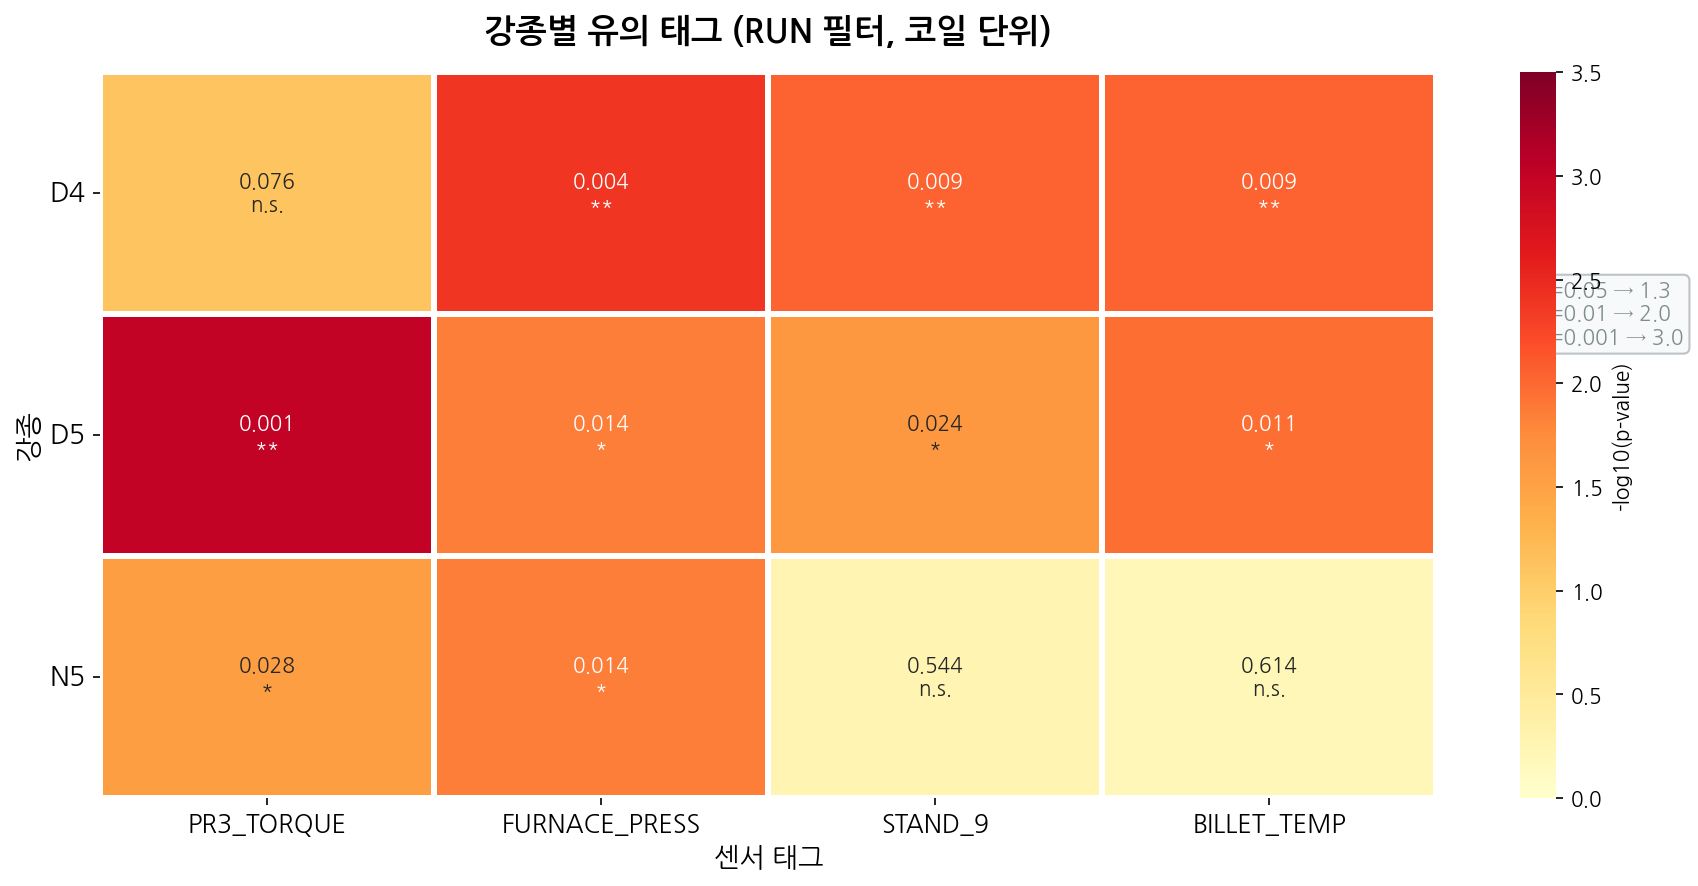 강종별 유의 태그 (RUN 필터, 코일 단위)
강종
D4
0.076
n.s.
0.004
**
0.009
**
0.009
**
D5
0.001
**
0.014
*
0.024
*
0.011
*
N5
0.028
*
0.014
*
0.544
n.s.
0.614
n.s.
PR3_TORQUE
FURNACE_PRESS
STAND_9
BILLET_TEMP
센서 태그
3.5
3.0
2.5
2.0
1.5
1.0
0.5
0.0
-log10(p-value)
=0.05 → 1.3
=0.01 → 2.0
=0.001 → 3.0